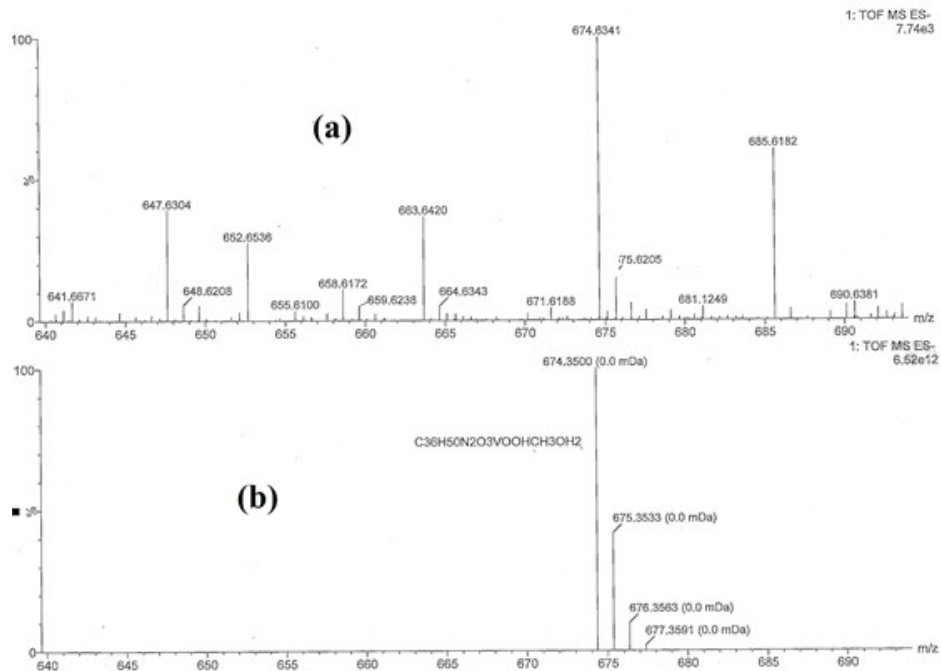 1: TOF MS ES-
7.74e3
674.6341
100
(a)
685.6182
%
647.6304
663.6420
652.6536
75.6205
658.6172
648.6208
664.6343
641.6671
655.6100
659.6238
671.6188
681.1249
690.6381
0
640 645 650 655 660 665 670 675 680 685 690 m/z
1: TOF MS ES-
6.52e12
674.3500 (0.0 mDa)
100
C36H50N2O3VOOHCH3OH2
(b)
%
675.3533 (0.0 mDa)
676.3563 (0.0 mDa)
677.3591 (0.0 mDa)
0
640 645 650 655 660 665 670 675 680 685 690 m/z